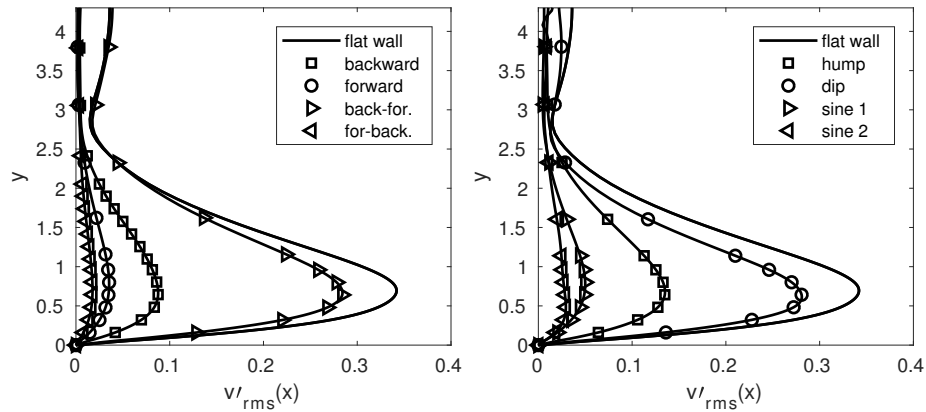 4
3.5
3
2.5
2
1.5
1
0.5
0
y
0 0.1 0.2 0.3 0.4
v′rms(x)
flat wall
backward
forward
back-for.
for-back.
4
3.5
3
2.5
2
1.5
1
0.5
0
y
0 0.1 0.2 0.3 0.4
v′rms(x)
flat wall
hump
dip
sine 1
sine 2